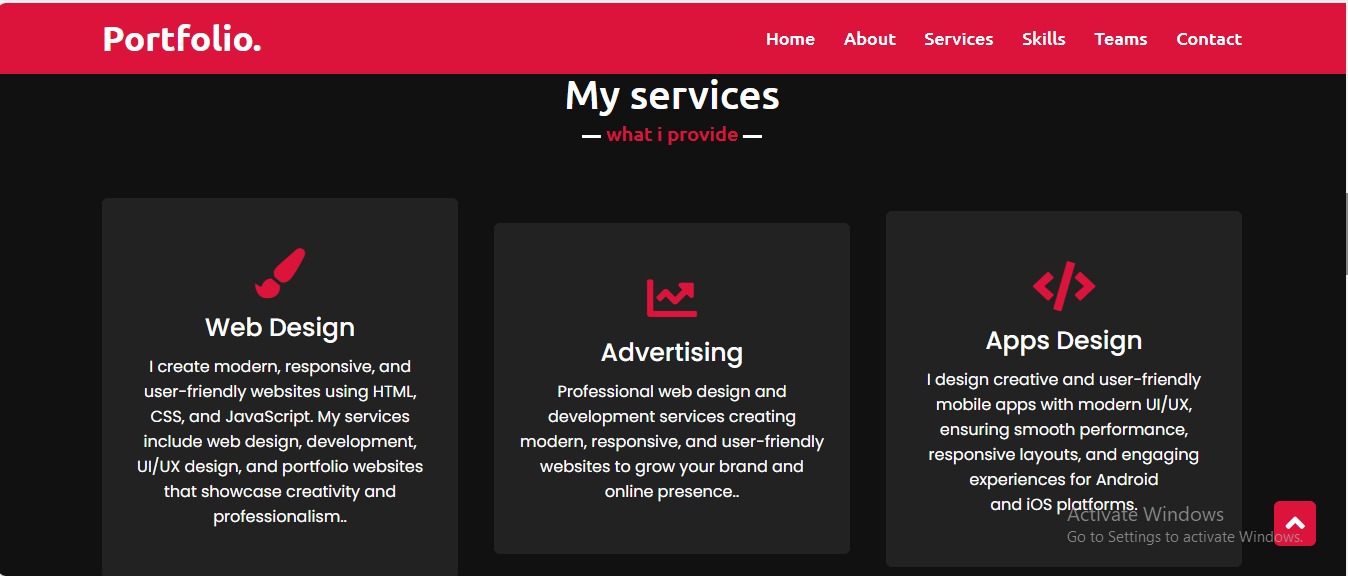 Portfolio.
Home About Services Skills Teams Contact
My services
what i provide
Web Design
I create modern, responsive, and
user-friendly websites using HTML,
CSS, and JavaScript. My services
include web design, development,
UI/UX design, and portfolio websites
that showcase creativity and
professionalism..
Advertising
Professional web design and
development services creating
modern, responsive, and user-friendly
websites to grow your brand and
online presence..
Apps Design
I design creative and user-friendly
mobile apps with modern UI/UX,
ensuring smooth performance,
responsive layouts, and engaging
experiences for Android
and iOS platforms.
Activate Windows
Go to Settings to activate Windows.